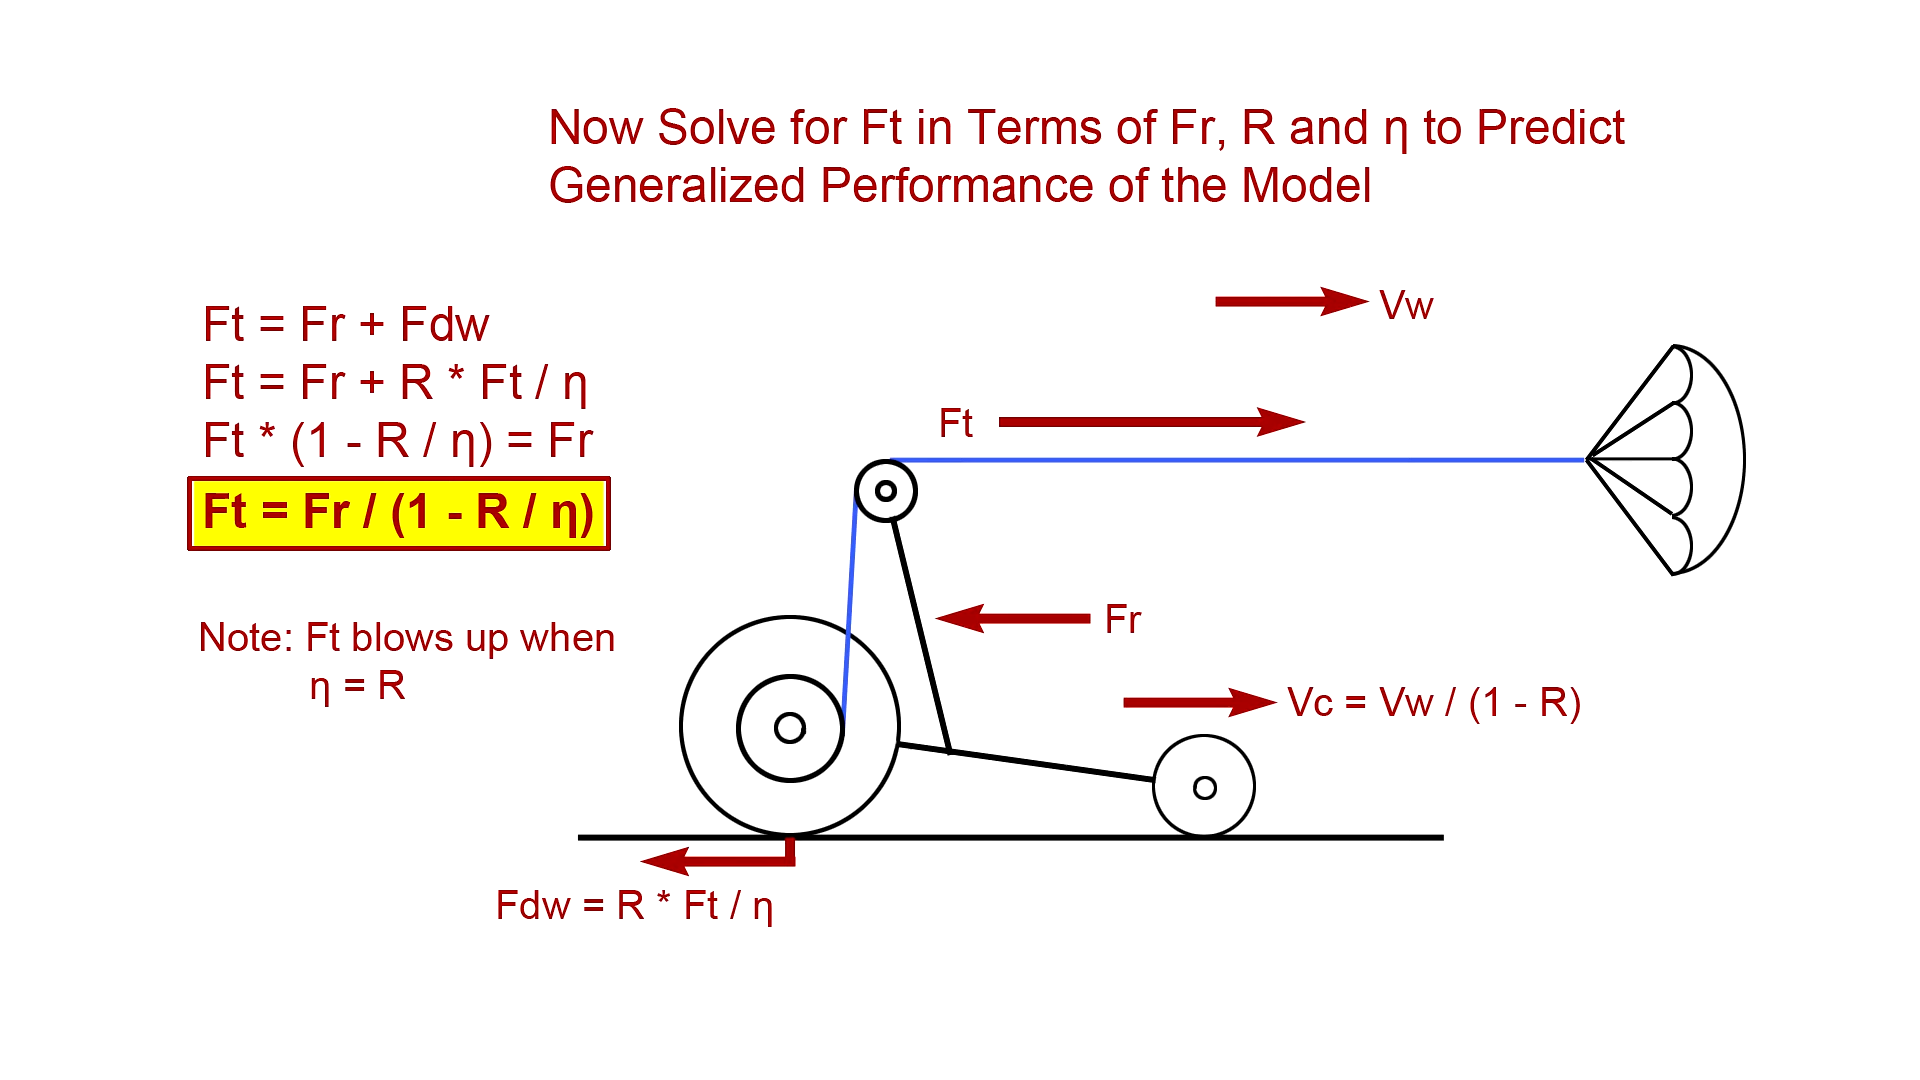 Now Solve for Ft in Terms of Fr, R and η to Predict
Generalized Performance of the Model
Ft = Fr + Fdw
Ft = Fr + R * Ft / η
Ft * (1 - R / η) = Fr
Ft = Fr / (1 - R / η)
Note: Ft blows up when
η = R
Vw
Ft
Fr
Vc = Vw / (1 - R)
Fdw = R * Ft / η